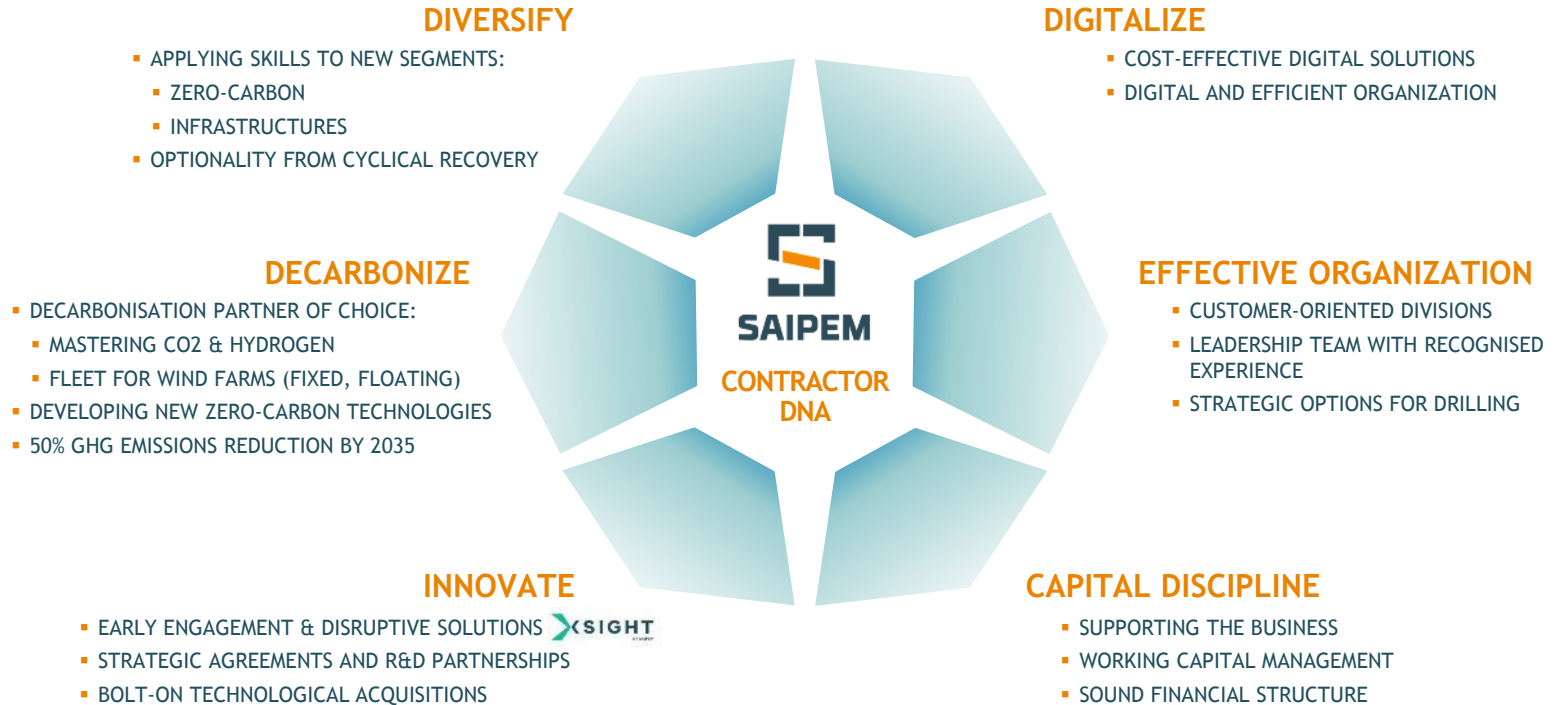 DIVERSIFY
APPLYING SKILLS TO NEW SEGMENTS:
ZERO-CARBON
INFRASTRUCTURES
OPTIONALITY FROM CYCLICAL RECOVERY
DIGITALIZE
COST-EFFECTIVE DIGITAL SOLUTIONS
DIGITAL AND EFFICIENT ORGANIZATION
DECARBONIZE
DECARBONISATION PARTNER OF CHOICE:
MASTERING CO2 & HYDROGEN
FLEET FOR WIND FARMS (FIXED, FLOATING)
DEVELOPING NEW ZERO-CARBON TECHNOLOGIES
50% GHG EMISSIONS REDUCTION BY 2035
SAIPEM
CONTRACTOR
DNA
EFFECTIVE ORGANIZATION
CUSTOMER-ORIENTED DIVISIONS
LEADERSHIP TEAM WITH RECOGNISED
EXPERIENCE
STRATEGIC OPTIONS FOR DRILLING
INNOVATE
EARLY ENGAGEMENT & DISRUPTIVE SOLUTIONS XSIGHT
STRATEGIC AGREEMENTS AND R&D PARTNERSHIPS
BOLT-ON TECHNOLOGICAL ACQUISITIONS
CAPITAL DISCIPLINE
SUPPORTING THE BUSINESS
WORKING CAPITAL MANAGEMENT
SOUND FINANCIAL STRUCTURE